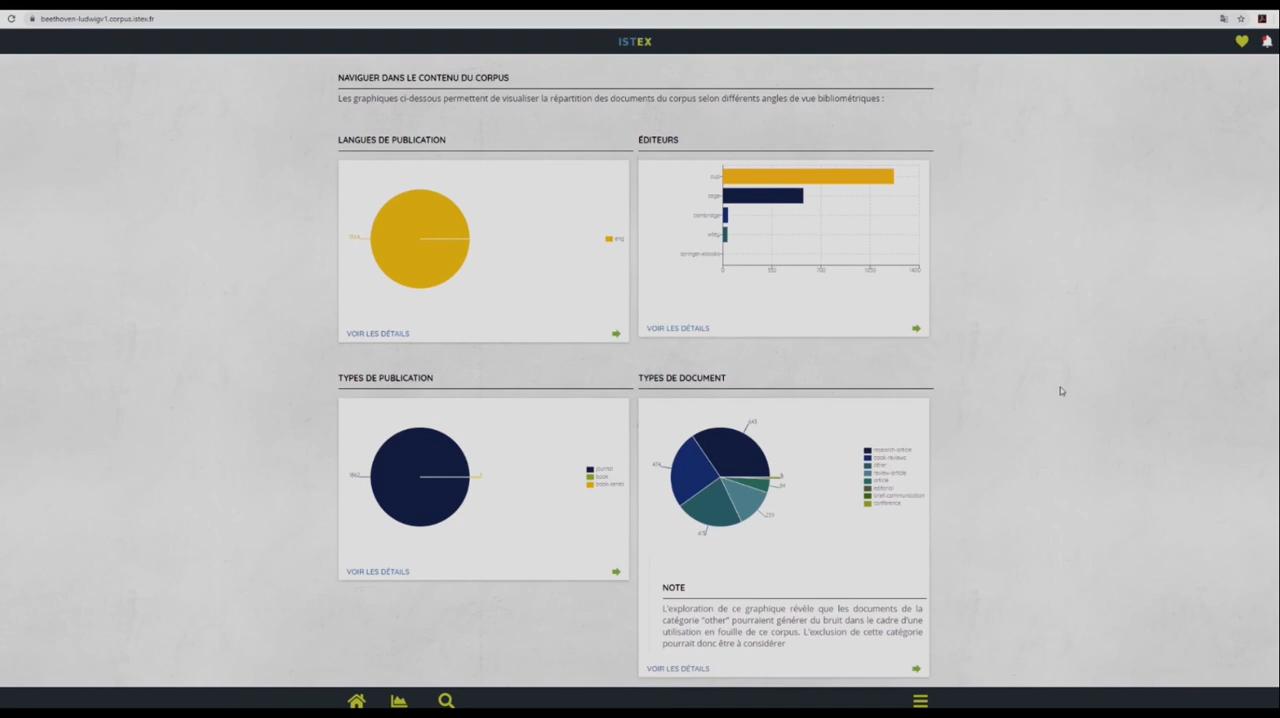 beethoven-ludwigv1.corpus.istex.fr
ISTEX
NAVIGUER DANS LE CONTENU DU CORPUS
Les graphiques ci-dessous permettent de visualiser la répartition des documents du corpus selon différents angles de vue bibliométriques :
LANGUES DE PUBLICATION
eng
VOIR LES DÉTAILS
ÉDITEURS
oup
sage
cambridge
wiley
springer-ebooks
0
350
700
1050
1400
VOIR LES DÉTAILS
TYPES DE PUBLICATION
journal
book
book-series
VOIR LES DÉTAILS
TYPES DE DOCUMENT
research-article
book-reviews
other
review-article
article
editorial
brief-communication
conference
NOTE
L'exploration de ce graphique révèle que les documents de la
catégorie "other" pourraient générer du bruit dans le cadre d'une
utilisation en fouille de ce corpus. L'exclusion de cette catégorie
pourrait donc être à considérer
VOIR LES DÉTAILS